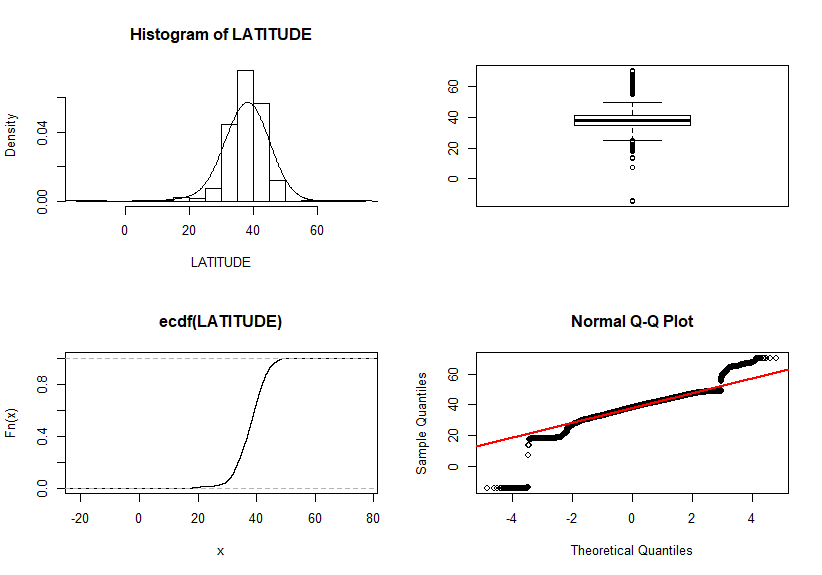 Histogram of LATITUDE
Density
0.00 0.04
0 20 40 60
LATITUDE
0 20 40 60
ecdf(LATITUDE)
Fn(x)
0.0 0.4 0.8
-20 0 20 40 60 80
x
Normal Q-Q Plot
Sample Quantiles
0 20 40 60
-4 -2 0 2 4
Theoretical Quantiles